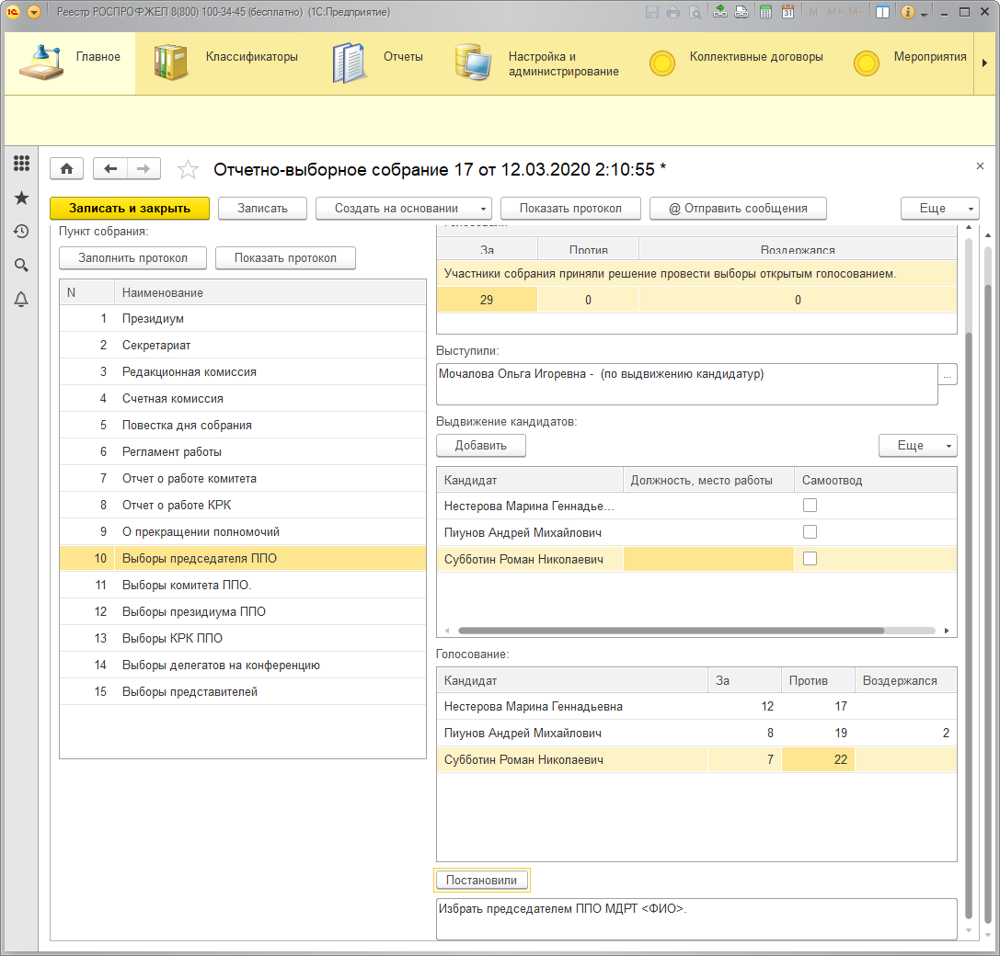 Реестр РОСПРОФЖЕЛ 8(800) 100-34-45 (бесплатно) (1С:Предприятие)
M M+ M-
Главное
Классификаторы
Отчеты
Настройка и
администрирование
Коллективные договоры
Мероприятия
Отчетно-выборное собрание 17 от 12.03.2020 2:10:55 *
Записать и закрыть
Записать
Создать на основании
Показать протокол
@ Отправить сообщения
Еще
Пункт собрания:
Заполнить протокол
Показать протокол
N Наименование
1 Президиум
2 Секретариат
3 Редакционная комиссия
4 Счетная комиссия
5 Повестка дня собрания
6 Регламент работы
7 Отчет о работе комитета
8 Отчет о работе КРК
9 О прекращении полномочий
10 Выборы председателя ППО
11 Выборы комитета ППО.
12 Выборы президиума ППО
13 Выборы КРК ППО
14 Выборы делегатов на конференцию
15 Выборы представителей
За Против Воздержался
Участники собрания приняли решение провести выборы открытым голосованием.
29 0 0
Выступили:
Мочалова Ольга Игоревна - (по выдвижению кандидатур)
...
Выдвижение кандидатов:
Добавить
Еще
Кандидат Должность, место работы Самоотвод
Нестерова Марина Геннадье...
Пиунов Андрей Михайлович
Субботин Роман Николаевич
Голосование:
Кандидат За Против Воздержался
Нестерова Марина Геннадьевна 12 17
Пиунов Андрей Михайлович 8 19 2
Субботин Роман Николаевич 7 22
Постановили
Избрать председателем ППО МДРТ <ФИО>.